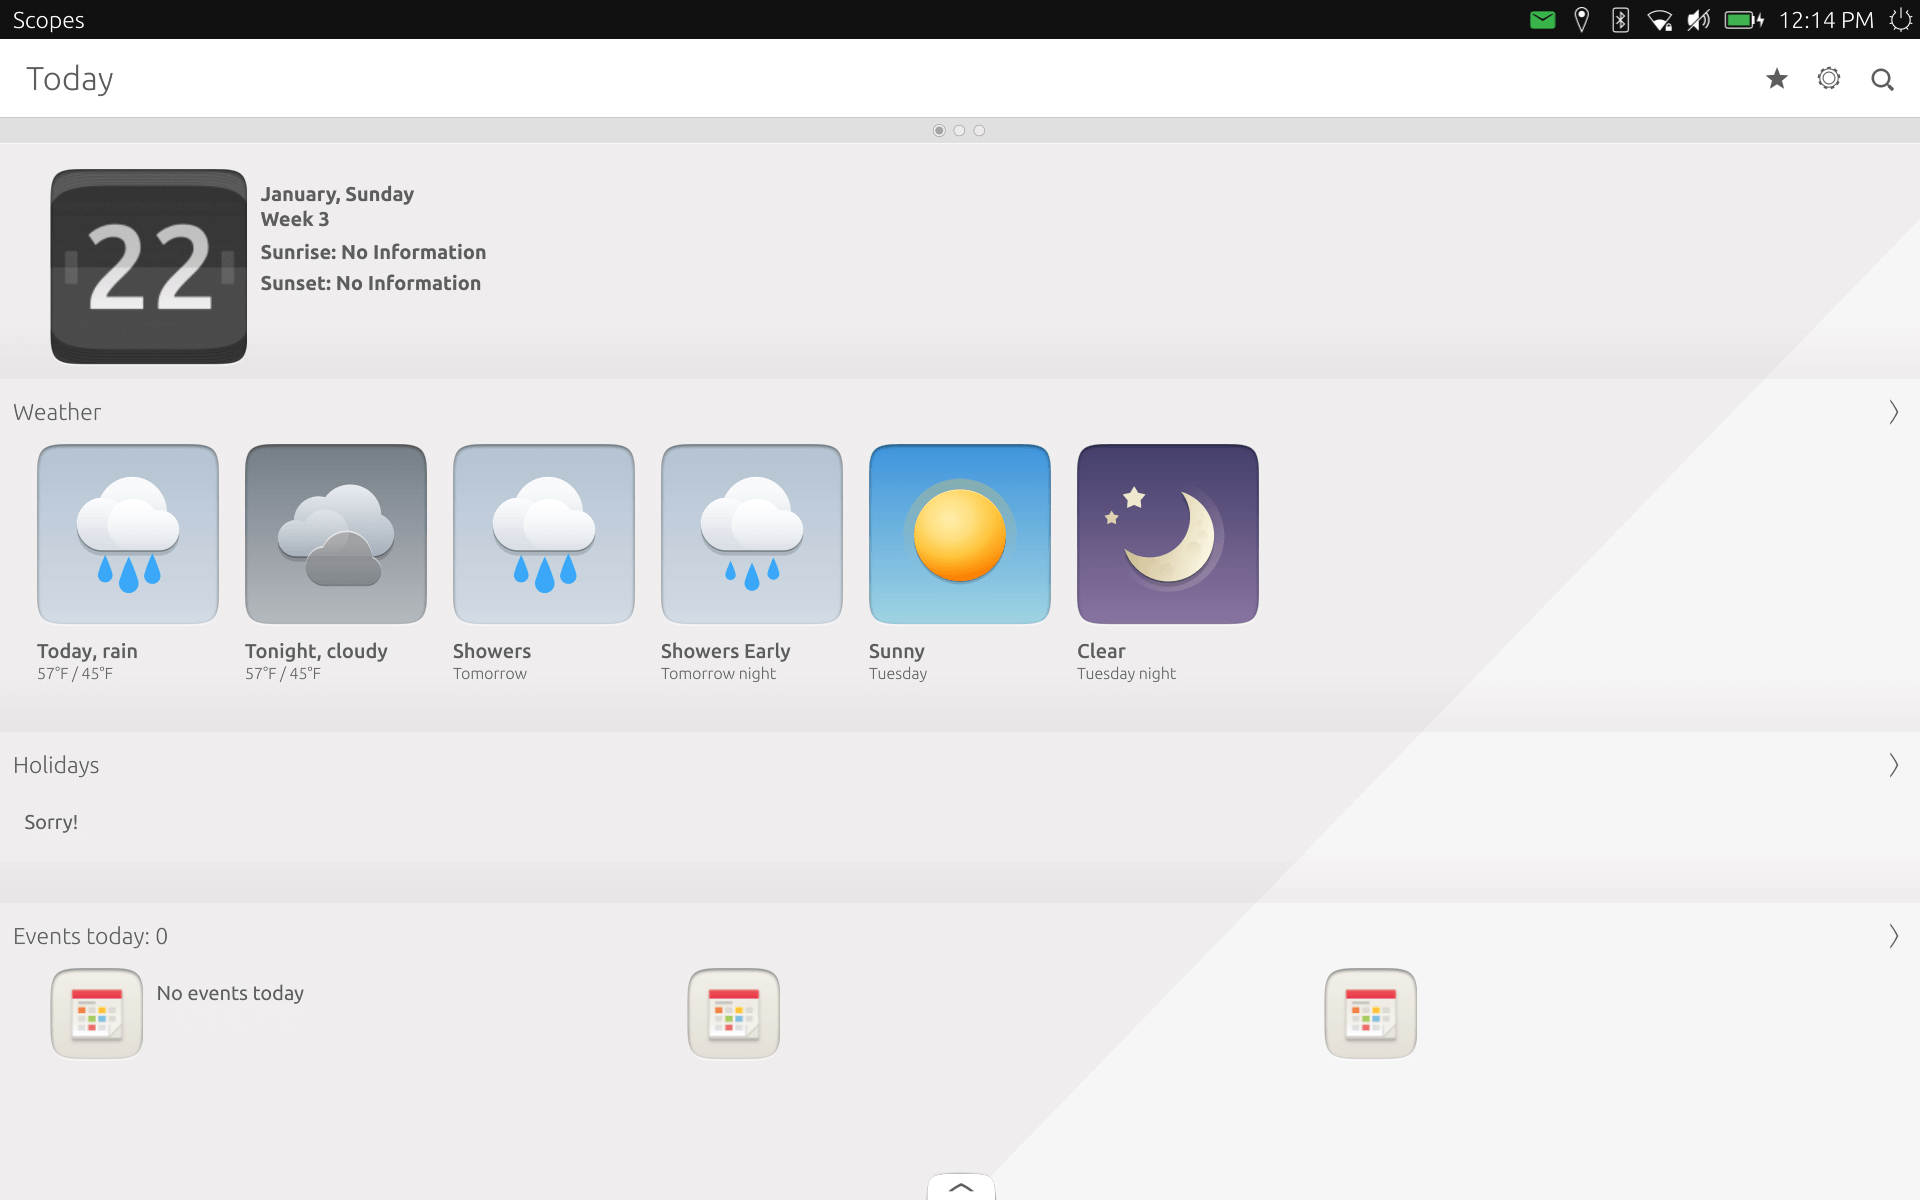 Scopes
12:14 PM
Today
22
January, Sunday
Week 3
Sunrise: No Information
Sunset: No Information
Weather
Today, rain
57°F / 45°F
Tonight, cloudy
57°F / 45°F
Showers
Tomorrow
Showers Early
Tomorrow night
Sunny
Tuesday
Clear
Tuesday night
Holidays
Sorry!
Events today: 0
No events today